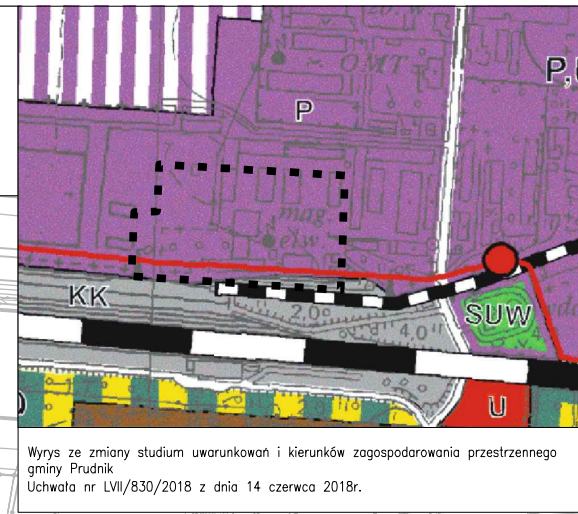 OMT
P,U
P
mag.
ekw
KK
2,0
4.0
SUW
U
Wyrys ze zmiany studium uwarunkowań i kierunków zagospodarowania przestrzennego
gminy Prudnik
Uchwała nr LVII/830/2018 z dnia 14 czerwca 2018r.